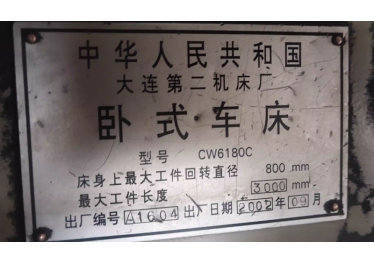 中华人民共和国
大连第二机床厂
卧式车床
型号 CW6180C
床身上最大工件回转直径 800 mm
最大工件长度 3000 mm
出厂编号 A1604 出厂日期 2002 年 09 月